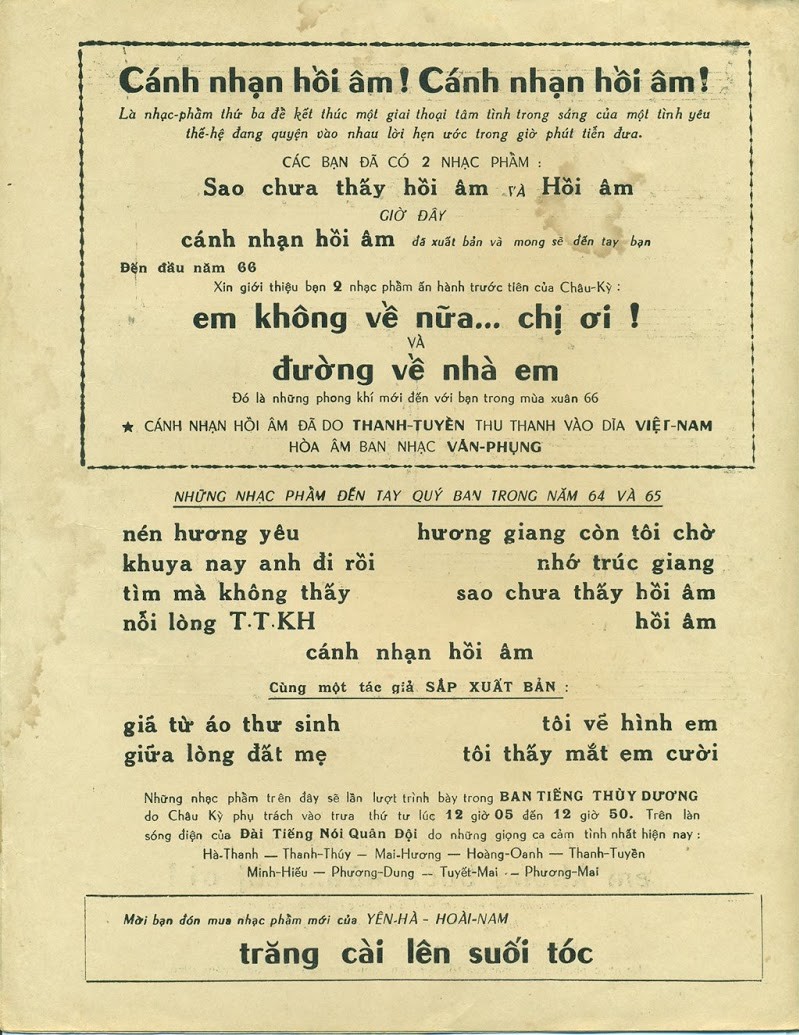 Cánh nhạn hồi âm! Cánh nhạn hồi âm!
Là nhạc-phẩm thứ ba để kết thúc một giai thoại tâm tình trong sáng của một tình yêu
thế-hệ đang quyện vào nhau lời hẹn ước trong giờ phút tiễn đưa.
CÁC BẠN ĐÃ CÓ 2 NHẠC PHẨM :
Sao chưa thấy hồi âm VÀ Hồi âm
GIỜ ĐÂY
cánh nhạn hồi âm đã xuất bản và mong sẽ đến tay bạn
Đến đầu năm 66
Xin giới thiệu bạn 2 nhạc phẩm ấn hành trước tiên của Châu-Kỳ :
em không về nữa... chị ơi !
VÀ
đường về nhà em
Đó là những phong khí mới đến với bạn trong mùa xuân 66
★ CÁNH NHẠN HỒI ÂM ĐÃ DO THANH-TUYỀN THU THANH VÀO DĨA VIỆT-NAM
HÒA ÂM BAN NHẠC VĂN-PHỤNG
NHỮNG NHẠC PHẨM ĐẾN TAY QUÝ BAN TRONG NĂM 64 VÀ 65
nén hương yêu hương giang còn tôi chờ
khuya nay anh đi rồi nhớ trúc giang
tìm mà không thấy sao chưa thấy hồi âm
nỗi lòng T.T.KH hồi âm
cánh nhạn hồi âm
Cùng một tác giả SẮP XUẤT BẢN :
giã từ áo thư sinh tôi vẽ hình em
giữa lòng đất mẹ tôi thấy mắt em cười
Những nhạc phẩm trên đây sẽ lần lượt trình bày trong BAN TIẾNG THÙY DƯƠNG
do Châu Kỳ phụ trách vào trưa thứ tư lúc 12 giờ 05 đến 12 giờ 50. Trên làn
sóng điện của Đài Tiếng Nói Quân Đội do những giọng ca cảm tình nhất hiện nay :
Hà-Thanh — Thanh-Thúy — Mai-Hương — Hoàng-Oanh — Thanh-Tuyền
Minh-Hiếu — Phương-Dung — Tuyết-Mai — Phương-Mai
Mời bạn đón mua nhạc phẩm mới của YÊN-HÀ - HOÀI-NAM
trăng cài lên suối tóc